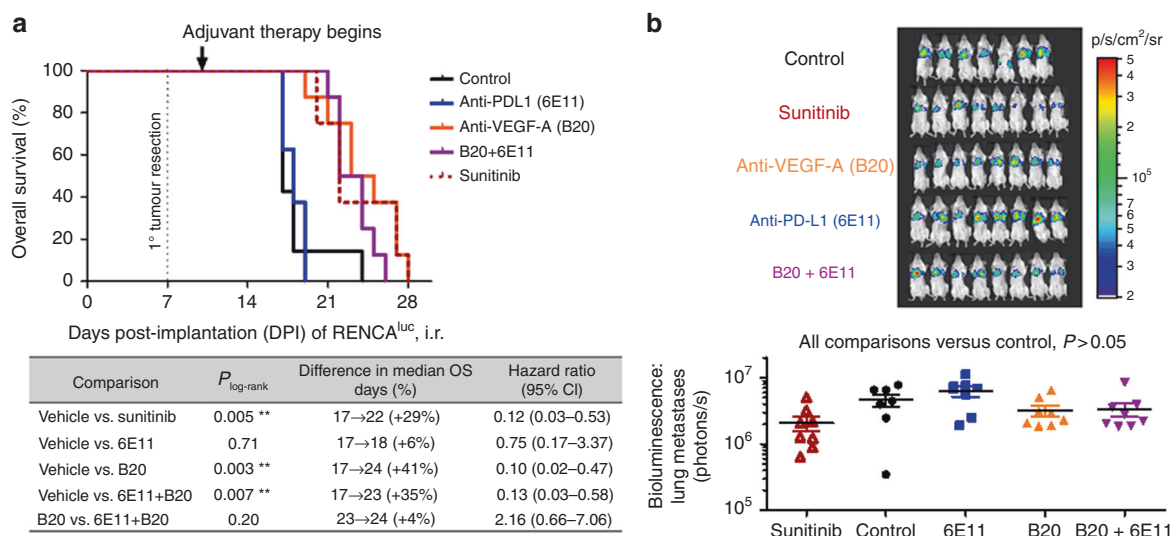 a
Adjuvant therapy begins
Overall survival (%)
100
80
60
40
20
0
1° tumour resection
Control
Anti-PDL1 (6E11)
Anti-VEGF-A (B20)
B20+6E11
Sunitinib
0 7 14 21 28
Days post-implantation (DPI) of RENCAluc, i.r.
Comparison Plog-rank Difference in median OS days (%) Hazard ratio (95% CI)
Vehicle vs. sunitinib 0.005 ** 17→22 (+29%) 0.12 (0.03–0.53)
Vehicle vs. 6E11 0.71 17→18 (+6%) 0.75 (0.17–3.37)
Vehicle vs. B20 0.003 ** 17→24 (+41%) 0.10 (0.02–0.47)
Vehicle vs. 6E11+B20 0.007 ** 17→23 (+35%) 0.13 (0.03–0.58)
B20 vs. 6E11+B20 0.20 23→24 (+4%) 2.16 (0.66–7.06)
b
Control
Sunitinib
Anti-VEGF-A (B20)
Anti-PD-L1 (6E11)
B20 + 6E11
p/s/cm2/sr
5
4
3
2
105
7
6
5
4
3
2
All comparisons versus control, P>0.05
Bioluminescence:
lung metastases
(photons/s)
107
106
105
Sunitinib Control 6E11 B20 B20 + 6E11